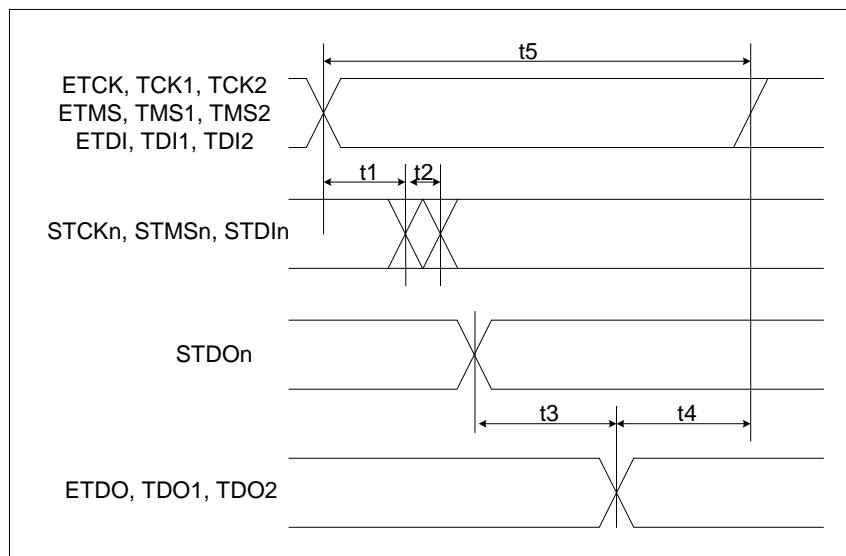 t5
ETCK, TCK1, TCK2
ETMS, TMS1, TMS2
ETDI, TDI1, TDI2
t1 t2
STCKn, STMSn, STDIn
STDOn
t3 t4
ETDO, TDO1, TDO2